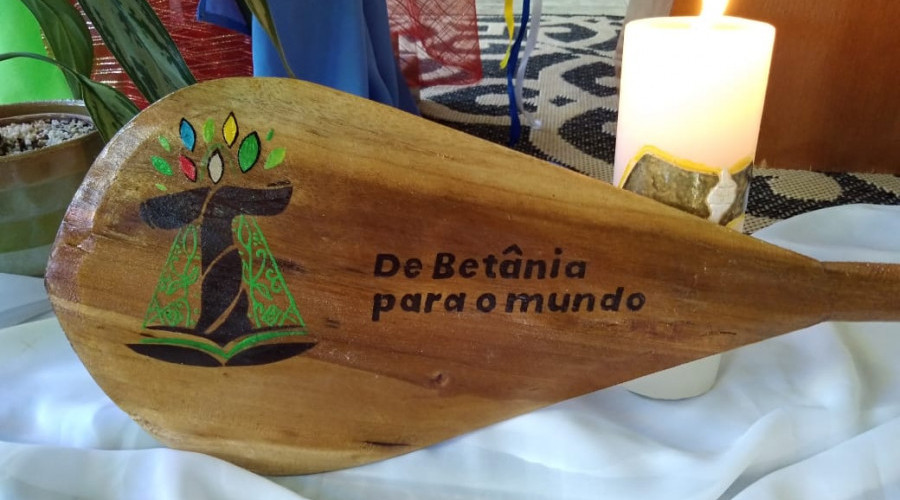 De Betânia
para o mundo